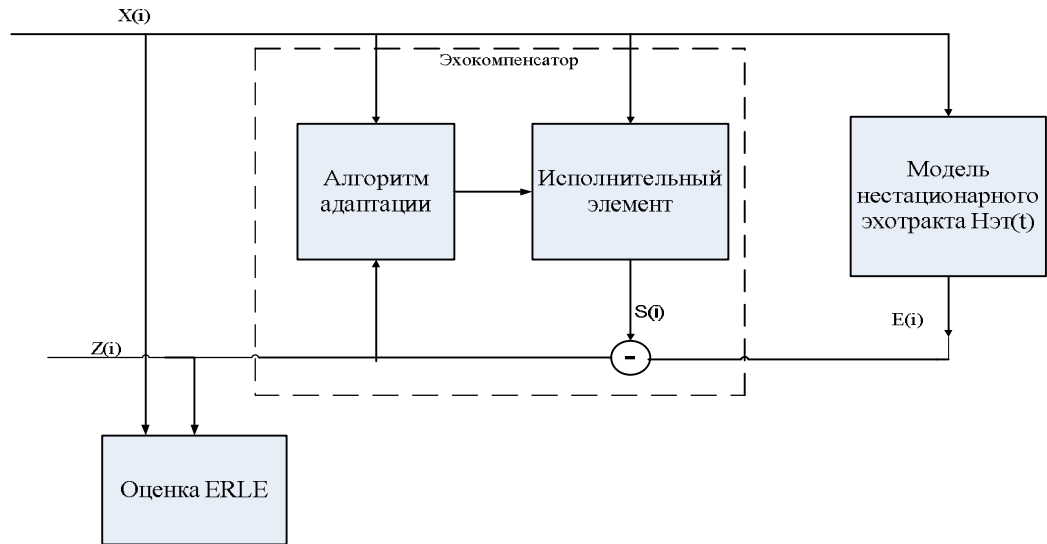 X(i)
Эхокомпенсатор
Алгоритм
адаптации
Исполнительный
элемент
Модель
нестационарного
эхотракта Нэт(t)
S(i)
E(i)
Z(i)
-
Оценка ERLE